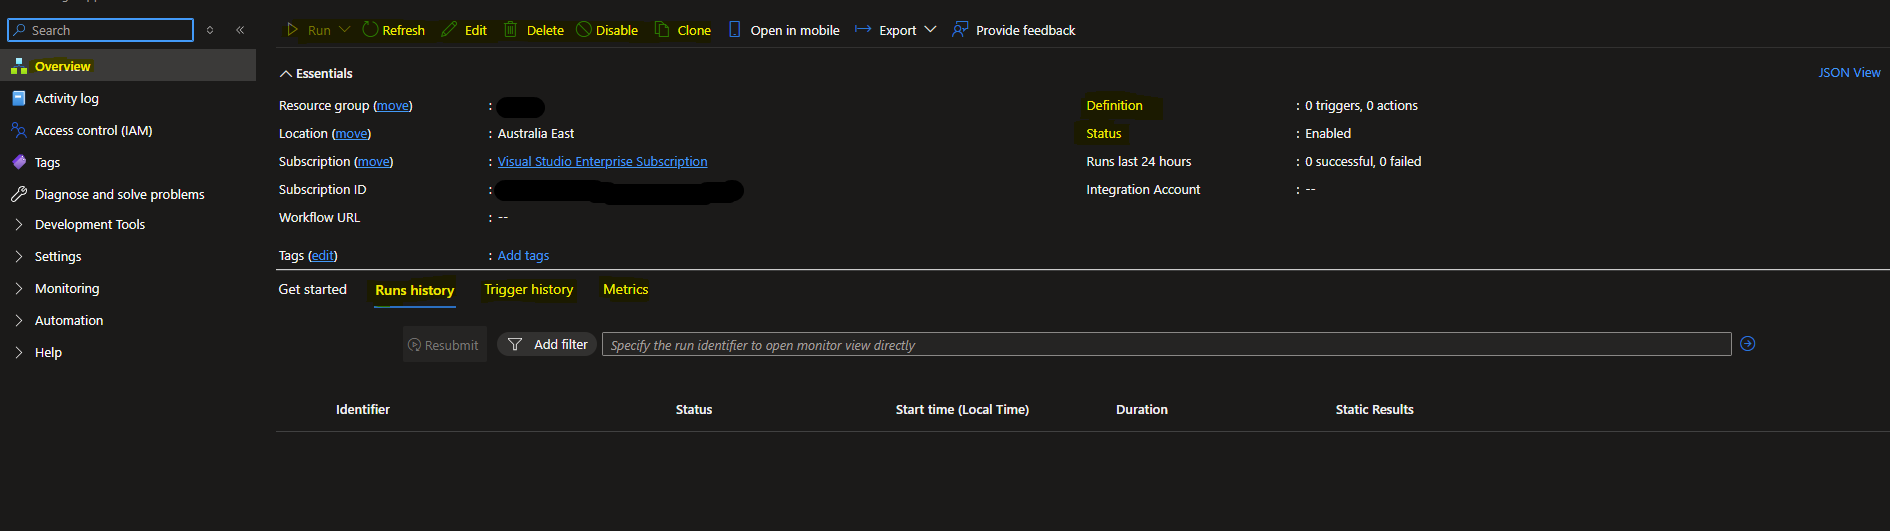 Search
Run Refresh Edit Delete Disable Clone Open in mobile Export Provide feedback
Overview
Activity log
Access control (IAM)
Tags
Diagnose and solve problems
Development Tools
Settings
Monitoring
Automation
Help
Essentials
JSON View
Resource group (move) :
Location (move) : Australia East
Subscription (move) : Visual Studio Enterprise Subscription
Subscription ID :
Workflow URL : --
Definition : 0 triggers, 0 actions
Status : Enabled
Runs last 24 hours : 0 successful, 0 failed
Integration Account : --
Tags (edit) : Add tags
Get started Runs history Trigger history Metrics
Resubmit Add filter Specify the run identifier to open monitor view directly
Identifier Status Start time (Local Time) Duration Static Results